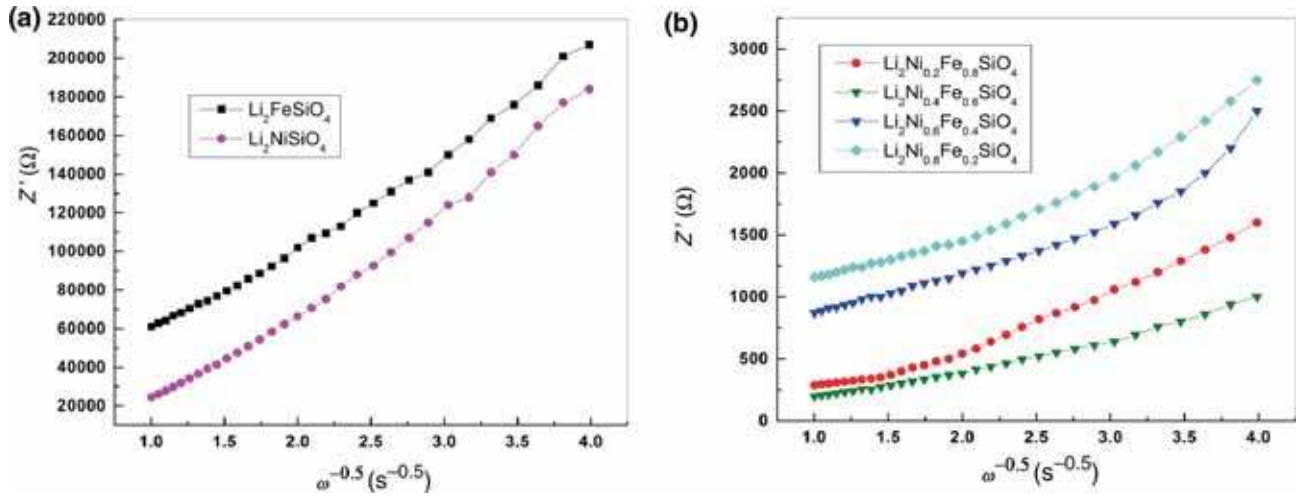 (a)
220000
200000
180000
160000
140000
120000
100000
80000
60000
40000
20000
Z' (Ω)
Li₂FeSiO₄
Li₂NiSiO₄
1.0 1.5 2.0 2.5 3.0 3.5 4.0
ω⁻⁰·⁵ (s⁻⁰·⁵)
(b)
3000
2500
2000
1500
1000
500
0
Z' (Ω)
Li₂Ni₀.₂Fe₀.₈SiO₄
Li₂Ni₀.₄Fe₀.₆SiO₄
Li₂Ni₀.₆Fe₀.₄SiO₄
Li₂Ni₀.₈Fe₀.₂SiO₄
1.0 1.5 2.0 2.5 3.0 3.5 4.0
ω⁻⁰·⁵ (s⁻⁰·⁵)